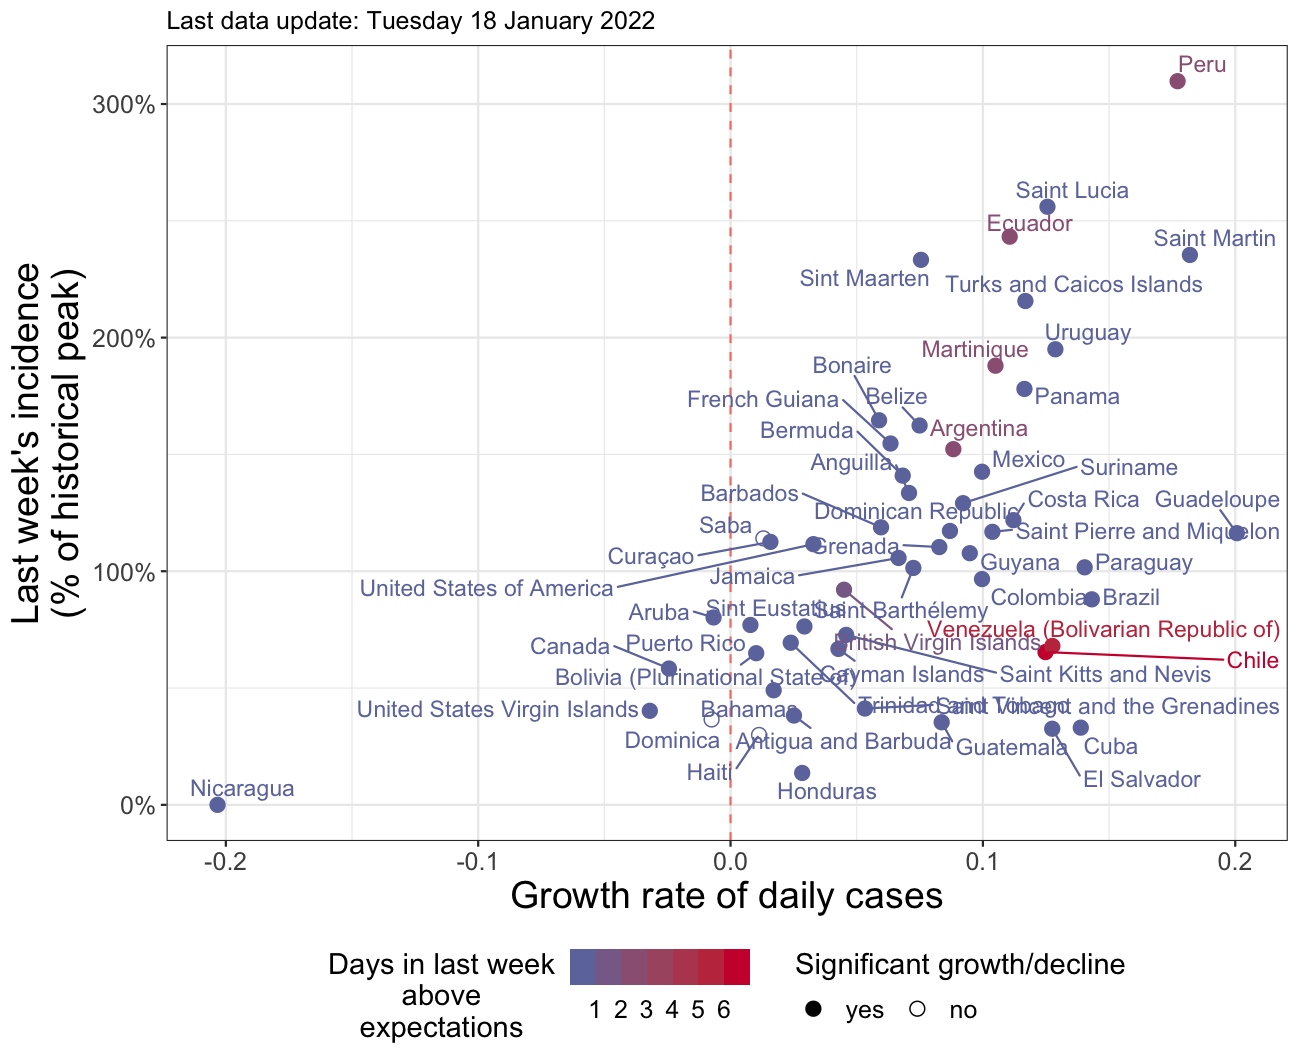 Last data update: Tuesday 18 January 2022
Peru
300%
Saint Lucia
Ecuador
Saint Martin
Sint Maarten
Turks and Caicos Islands
200%
Uruguay
Martinique
Bonaire
French Guiana
Belize
Panama
Bermuda
Argentina
Anguilla
Mexico
Suriname
Barbados
Costa Rica
Guadeloupe
Dominican Republic
Saba
Saint Pierre and Miquelon
Curaçao
Grenada
Guyana
Paraguay
100%
Jamaica
United States of America
Colombia
Brazil
Aruba
Sint Eustatius
Saint Barthélemy
Venezuela (Bolivarian Republic of)
Canada
Puerto Rico
British Virgin Islands
Chile
Bolivia (Plurinational State of)
Cayman Islands
Saint Kitts and Nevis
United States Virgin Islands
Bahamas
Trinidad and Tobago
Saint Vincent and the Grenadines
Dominica
Antigua and Barbuda
Guatemala
Cuba
Haiti
El Salvador
Nicaragua
Honduras
0%
-0.2
-0.1
0.0
0.1
0.2
Last week's incidence
(% of historical peak)
Growth rate of daily cases
Days in last week
above
expectations
1 2 3 4 5 6
Significant growth/decline
yes no